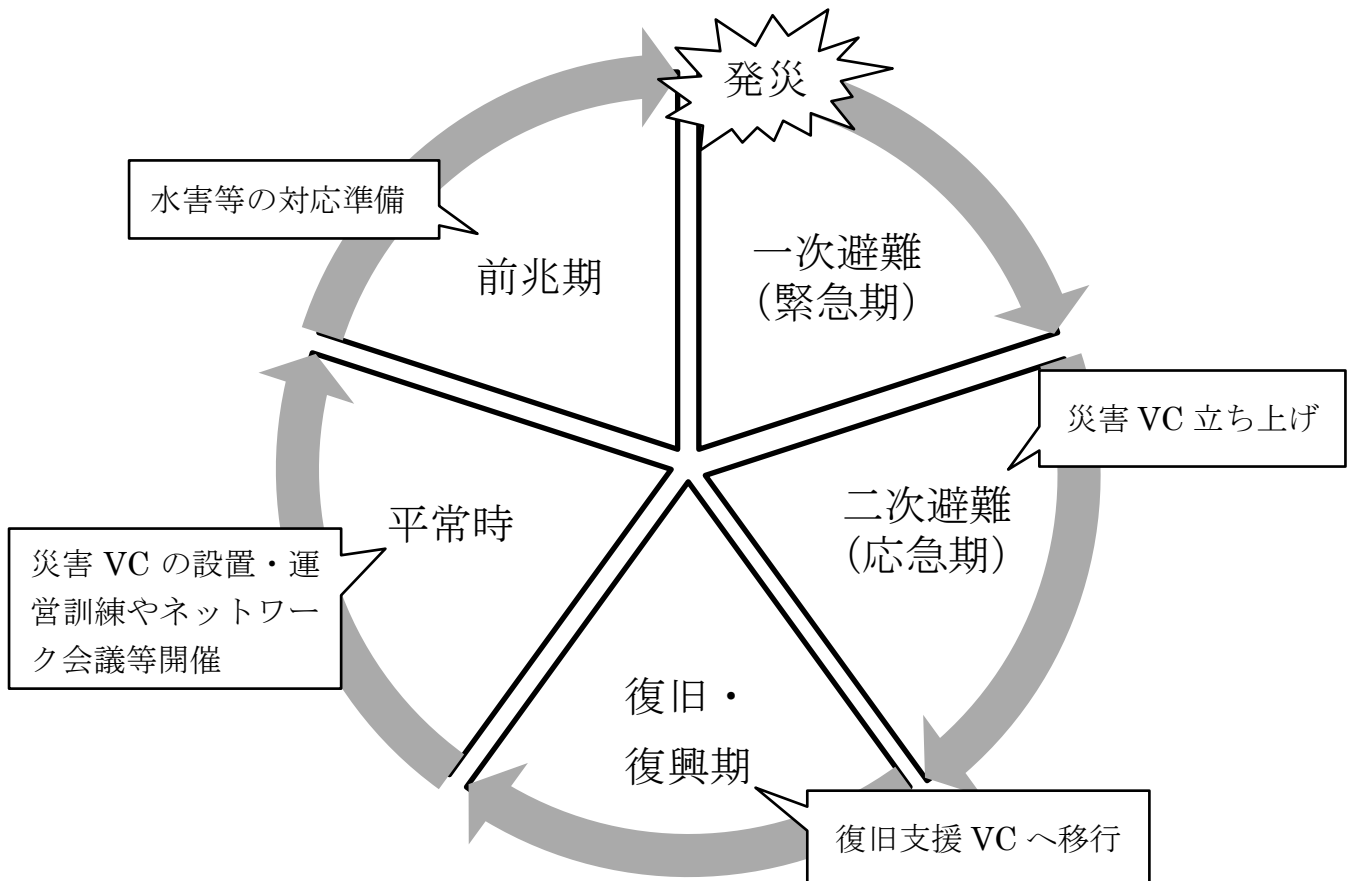 発災
水害等の対応準備
前兆期
一次避難
（緊急期）
災害 VC 立ち上げ
二次避難
（応急期）
平常時
災害 VC の設置・運
営訓練やネットワー
ク会議等開催
復旧・
復興期
復旧支援 VC へ移行